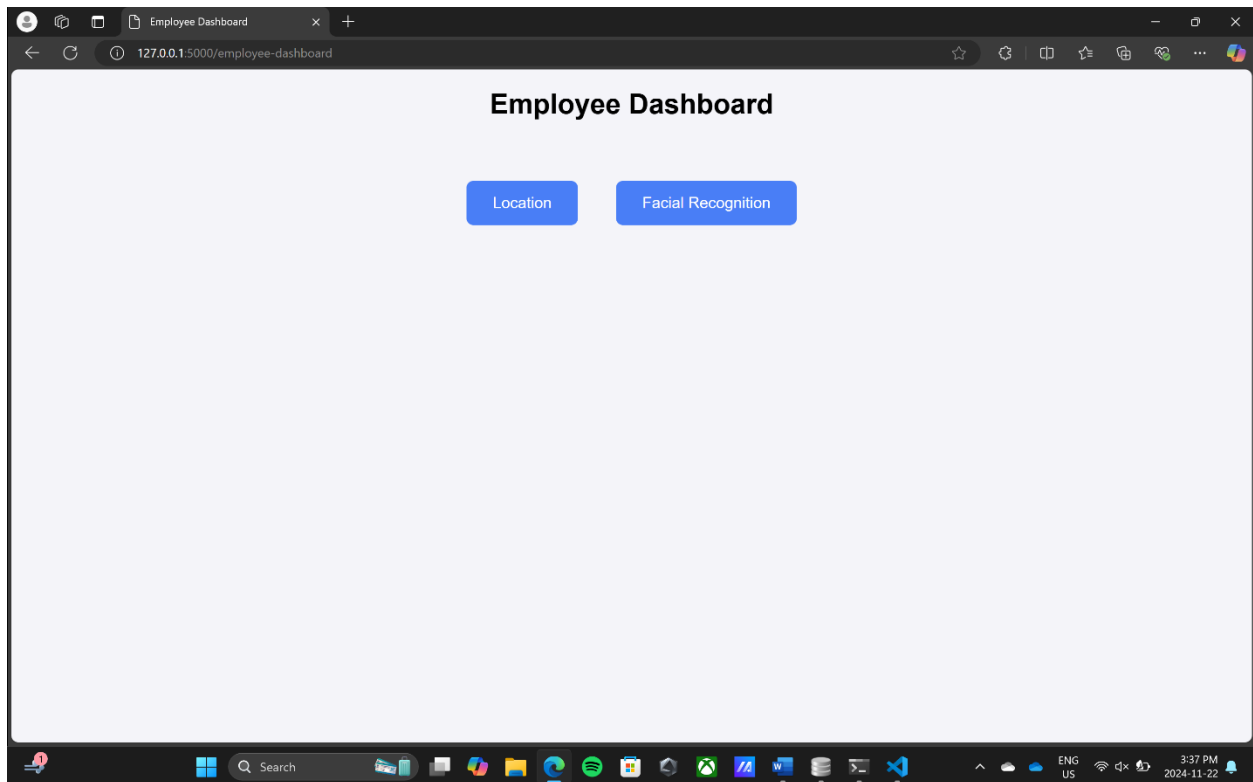 Employee Dashboard
127.0.0.1:5000/employee-dashboard
Employee Dashboard
Location Facial Recognition
1
Search
W
ENG
US
3:37 PM
2024-11-22